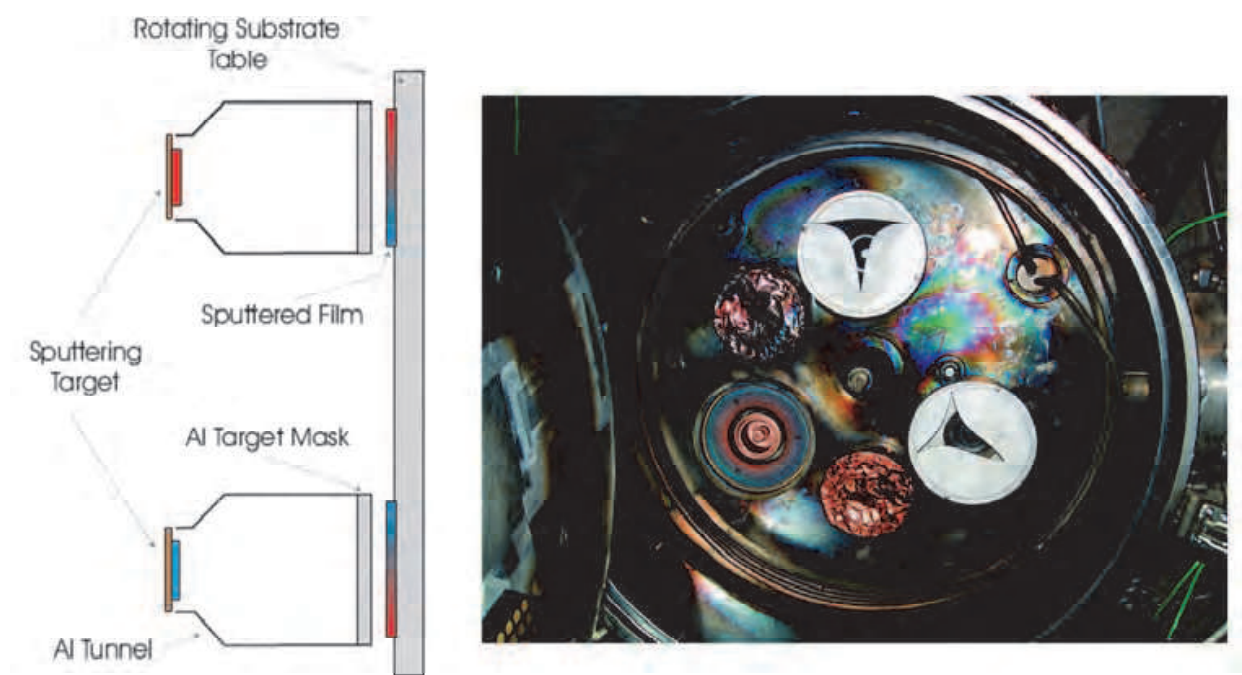 Rotating Substrate
Table
Sputtered Film
Sputtering
Target
Al Target Mask
Al Tunnel